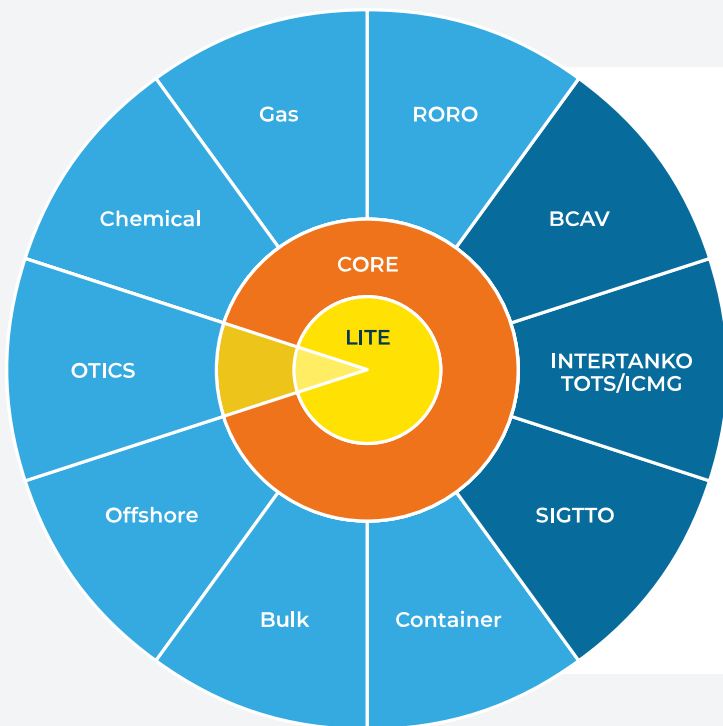 Gas
RORO
Chemical
BCAV
CORE
LITE
OTICS
INTERTANKO
TOTS/ICMG
Offshore
SIGTTO
Bulk
Container